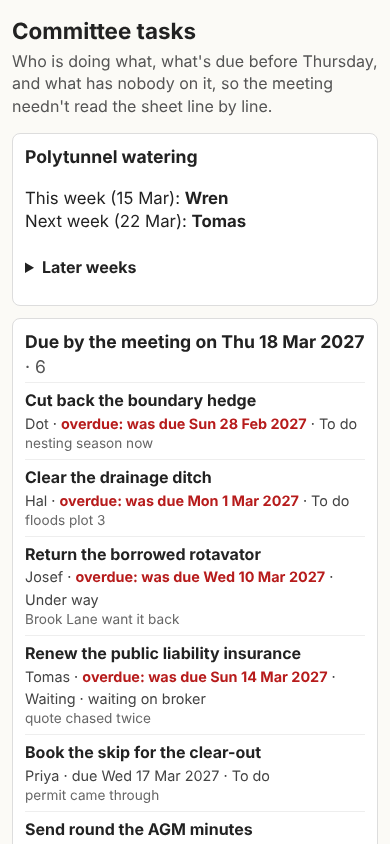 Committee tasks
Who is doing what, what's due before Thursday,
and what has nobody on it, so the meeting
needn't read the sheet line by line.
Polytunnel watering
This week (15 Mar): Wren
Next week (22 Mar): Tomas
Later weeks
Due by the meeting on Thu 18 Mar 2027
· 6
Cut back the boundary hedge
Dot · overdue: was due Sun 28 Feb 2027 · To do
nesting season now
Clear the drainage ditch
Hal · overdue: was due Mon 1 Mar 2027 · To do
floods plot 3
Return the borrowed rotavator
Josef · overdue: was due Wed 10 Mar 2027 ·
Under way
Brook Lane want it back
Renew the public liability insurance
Tomas · overdue: was due Sun 14 Mar 2027 ·
Waiting · waiting on broker
quote chased twice
Book the skip for the clear-out
Priya · due Wed 17 Mar 2027 · To do
permit came through
Send round the AGM minutes